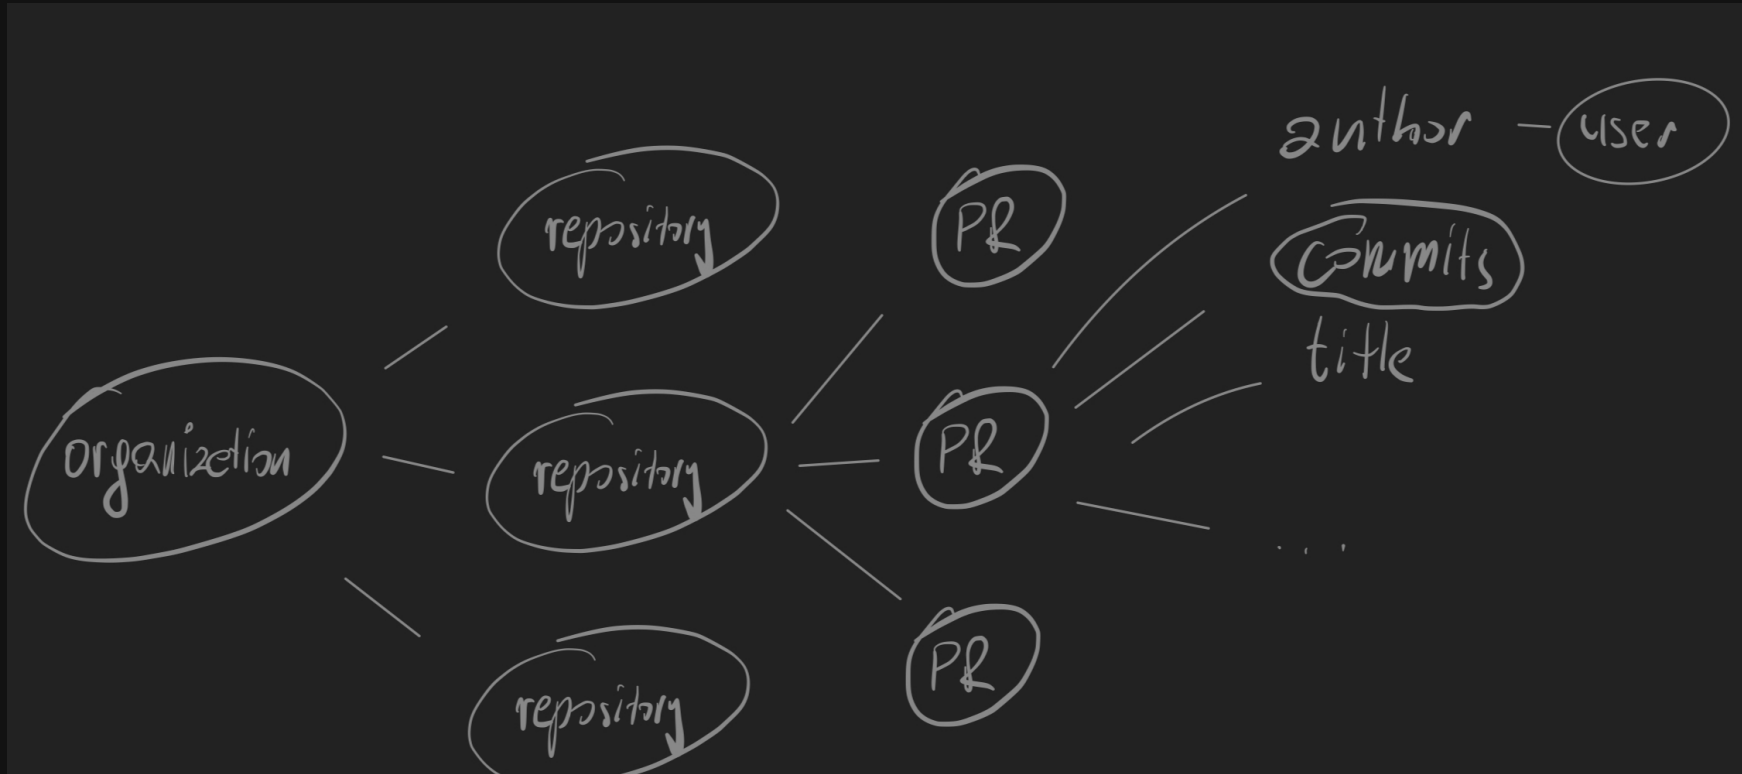 author
user
repository
PR
commits
title
organization
repository
PR
...
PR
repository